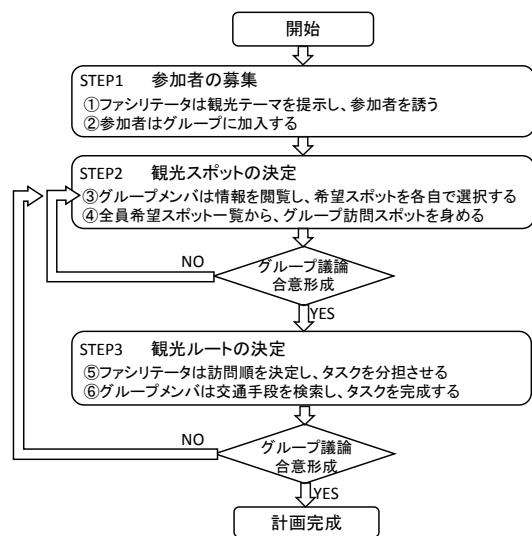 開始
STEP1 参加者の募集
①ファシリテータは観光テーマを提示し、参加者を誘う
②参加者はグループに加入する
STEP2 観光スポットの決定
③グループメンバは情報を閲覧し、希望スポットを各自で選択する
④全員希望スポット一覧から、グループ訪問スポットを身める
NO
グループ議論
合意形成
YES
STEP3 観光ルートの決定
⑤ファシリテータは訪問順を決定し、タスクを分担させる
⑥グループメンバは交通手段を検索し、タスクを完成する
NO
グループ議論
合意形成
YES
計画完成